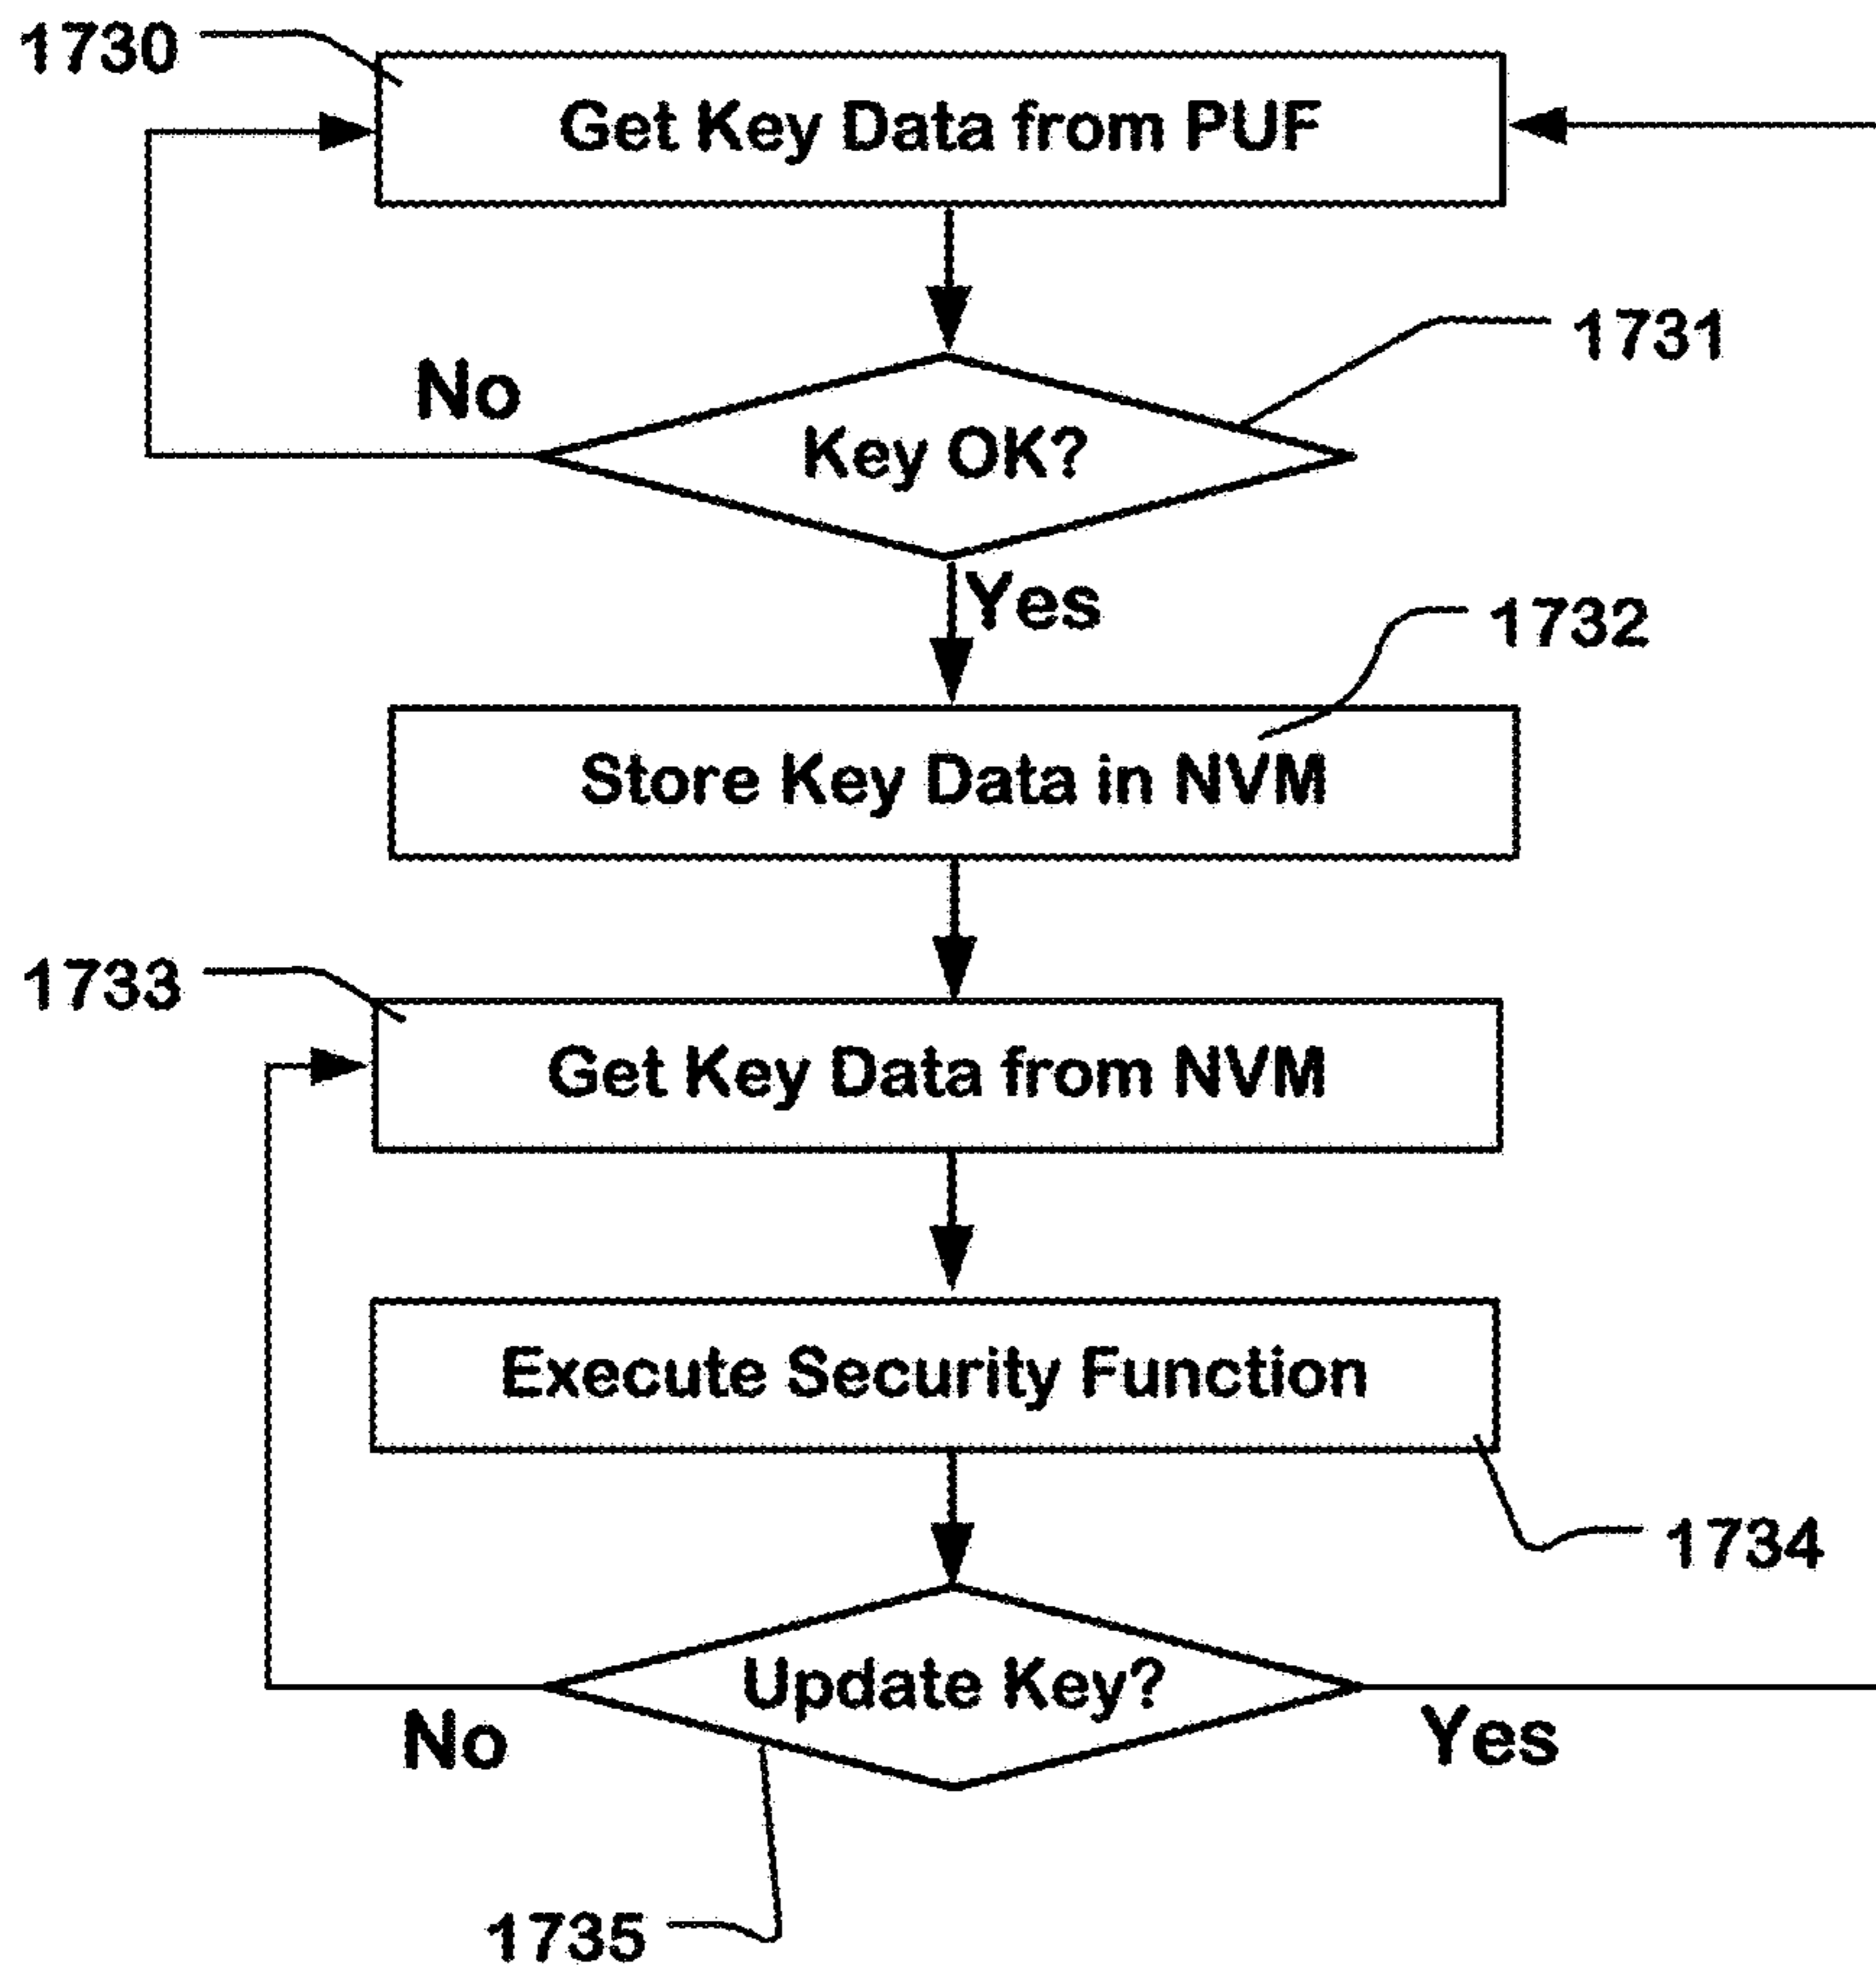 1730
Get Key Data from PUF
1731
No
Key OK?
Yes
1732
Store Key Data in NVM
1733
Get Key Data from NVM
Execute Security Function
1734
Update Key?
No
Yes
1735